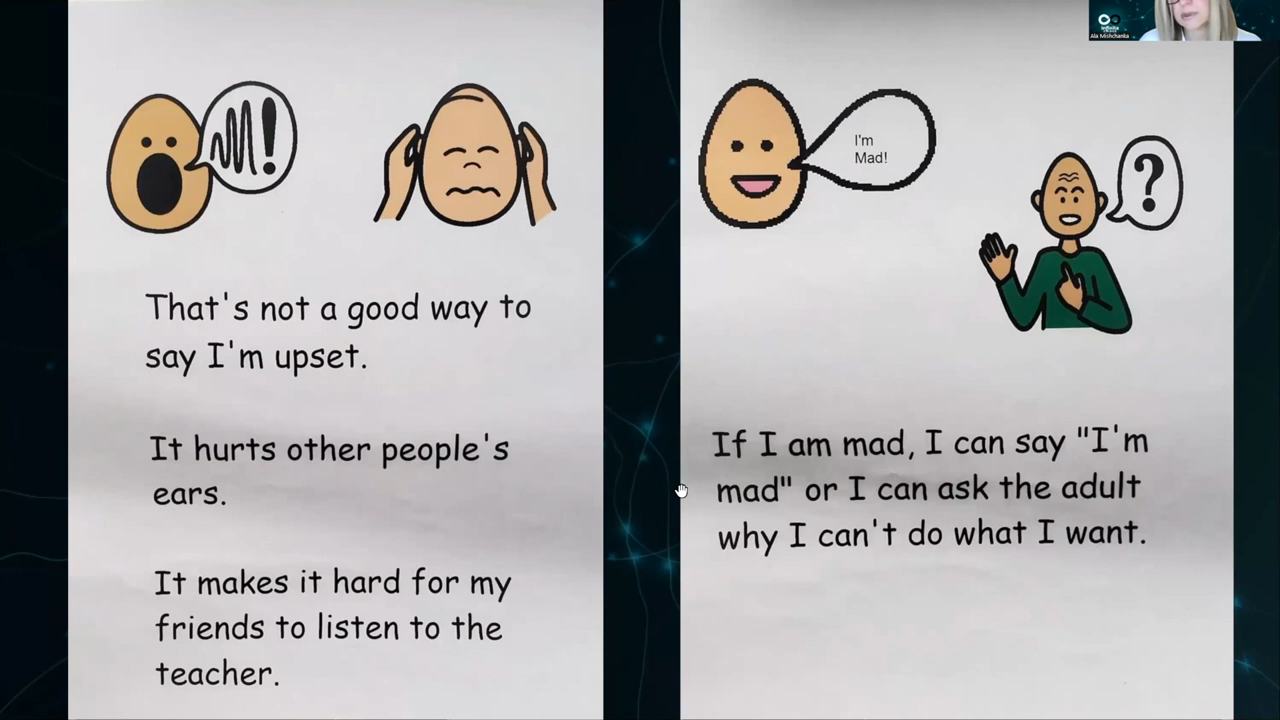 I'm
Mad!
?
!
That's not a good way to
say I'm upset.
It hurts other people's
ears.
It makes it hard for my
friends to listen to the
teacher.
If I am mad, I can say "I'm
mad" or I can ask the adult
why I can't do what I want.
Ala Mishchanka